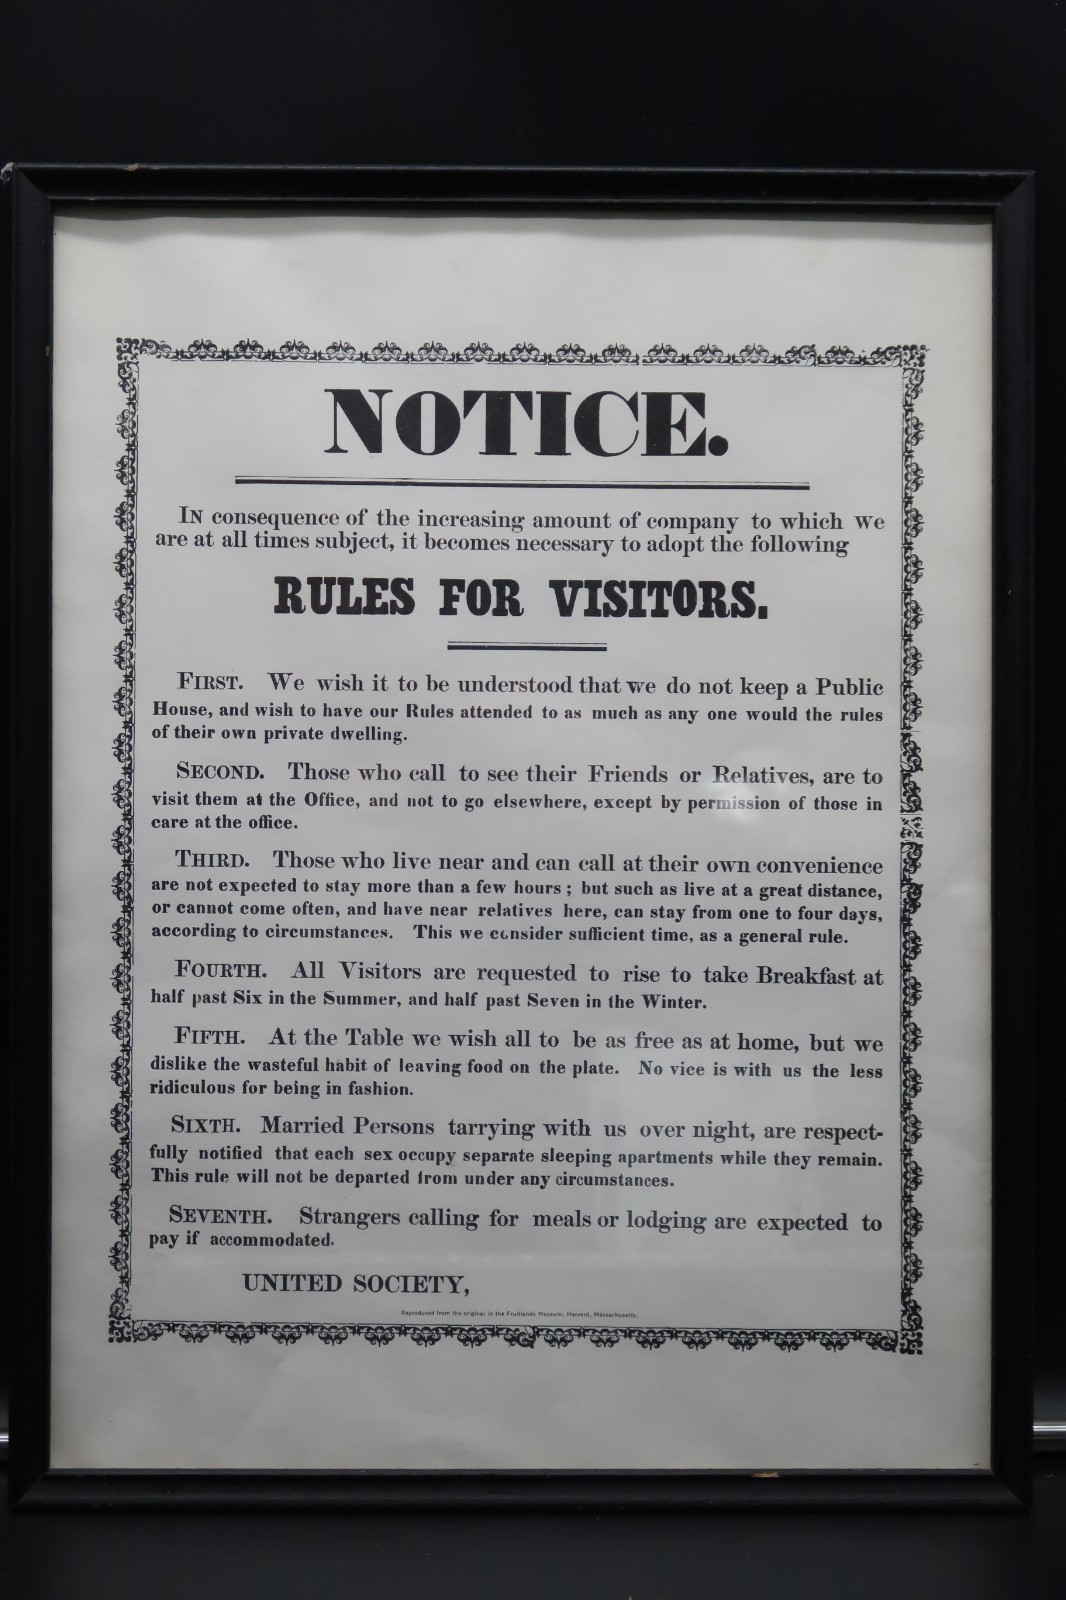 NOTICE.
IN consequence of the increasing amount of company to which we
are at all times subject, it becomes necessary to adopt the following
RULES FOR VISITORS.
FIRST. We wish it to be understood that we do not keep a Public
House, and wish to have our Rules attended to as much as any one would the rules
of their own private dwelling.
SECOND. Those who call to see their Friends or Relatives, are to
visit them at the Office, and not to go elsewhere, except by permission of those in
care at the office.
THIRD. Those who live near and can call at their own convenience
are not expected to stay more than a few hours; but such as live at a great distance,
or cannot come often, and have near relatives here, can stay from one to four days,
according to circumstances. This we consider sufficient time, as a general rule.
FOURTH. All Visitors are requested to rise to take Breakfast at
half past Six in the Summer, and half past Seven in the Winter.
FIFTH. At the Table we wish all to be as free as at home, but we
dislike the wasteful habit of leaving food on the plate. No vice is with us the less
ridiculous for being in fashion.
SIXTH. Married Persons tarrying with us over night, are respect-
fully notified that each sex occupy separate sleeping apartments while they remain.
This rule will not be departed from under any circumstances.
SEVENTH. Strangers calling for meals or lodging are expected to
pay if accommodated.
UNITED SOCIETY,
Reproduced from the original in the Fruitlands Museum, Harvard, Massachusetts.